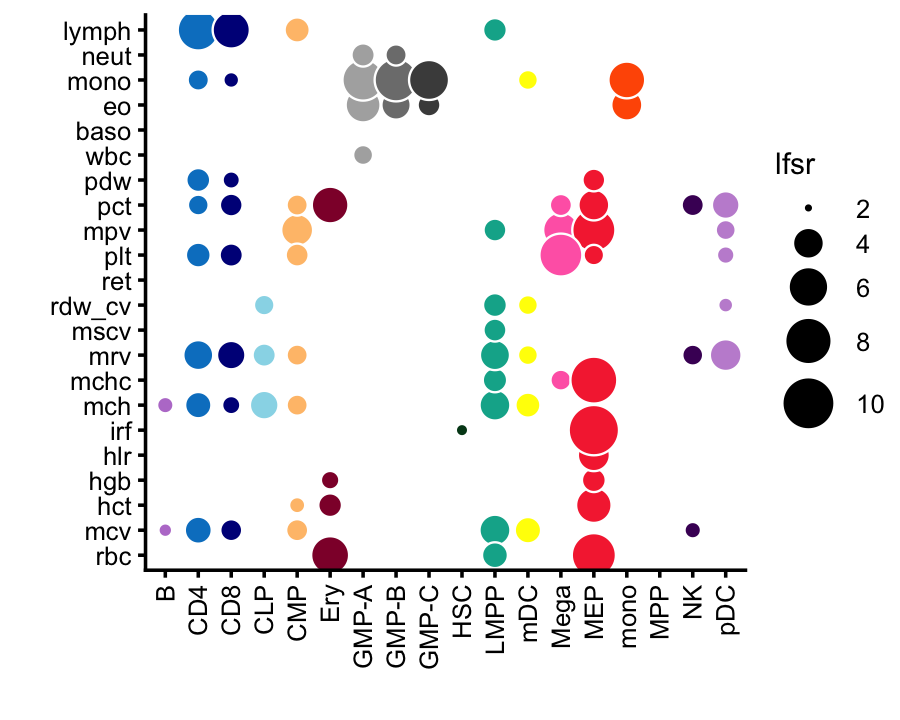 lymph
neut
mono
eo
baso
wbc
pdw
pct
mpv
plt
ret
rdw_cv
mscv
mrv
mchc
mch
irf
hlr
hgb
hct
mcv
rbc
B
CD4
CD8
CLP
CMP
Ery
GMP-A
GMP-B
GMP-C
HSC
LMPP
mDC
Mega
MEP
mono
MPP
NK
pDC
lfsr
2
4
6
8
10